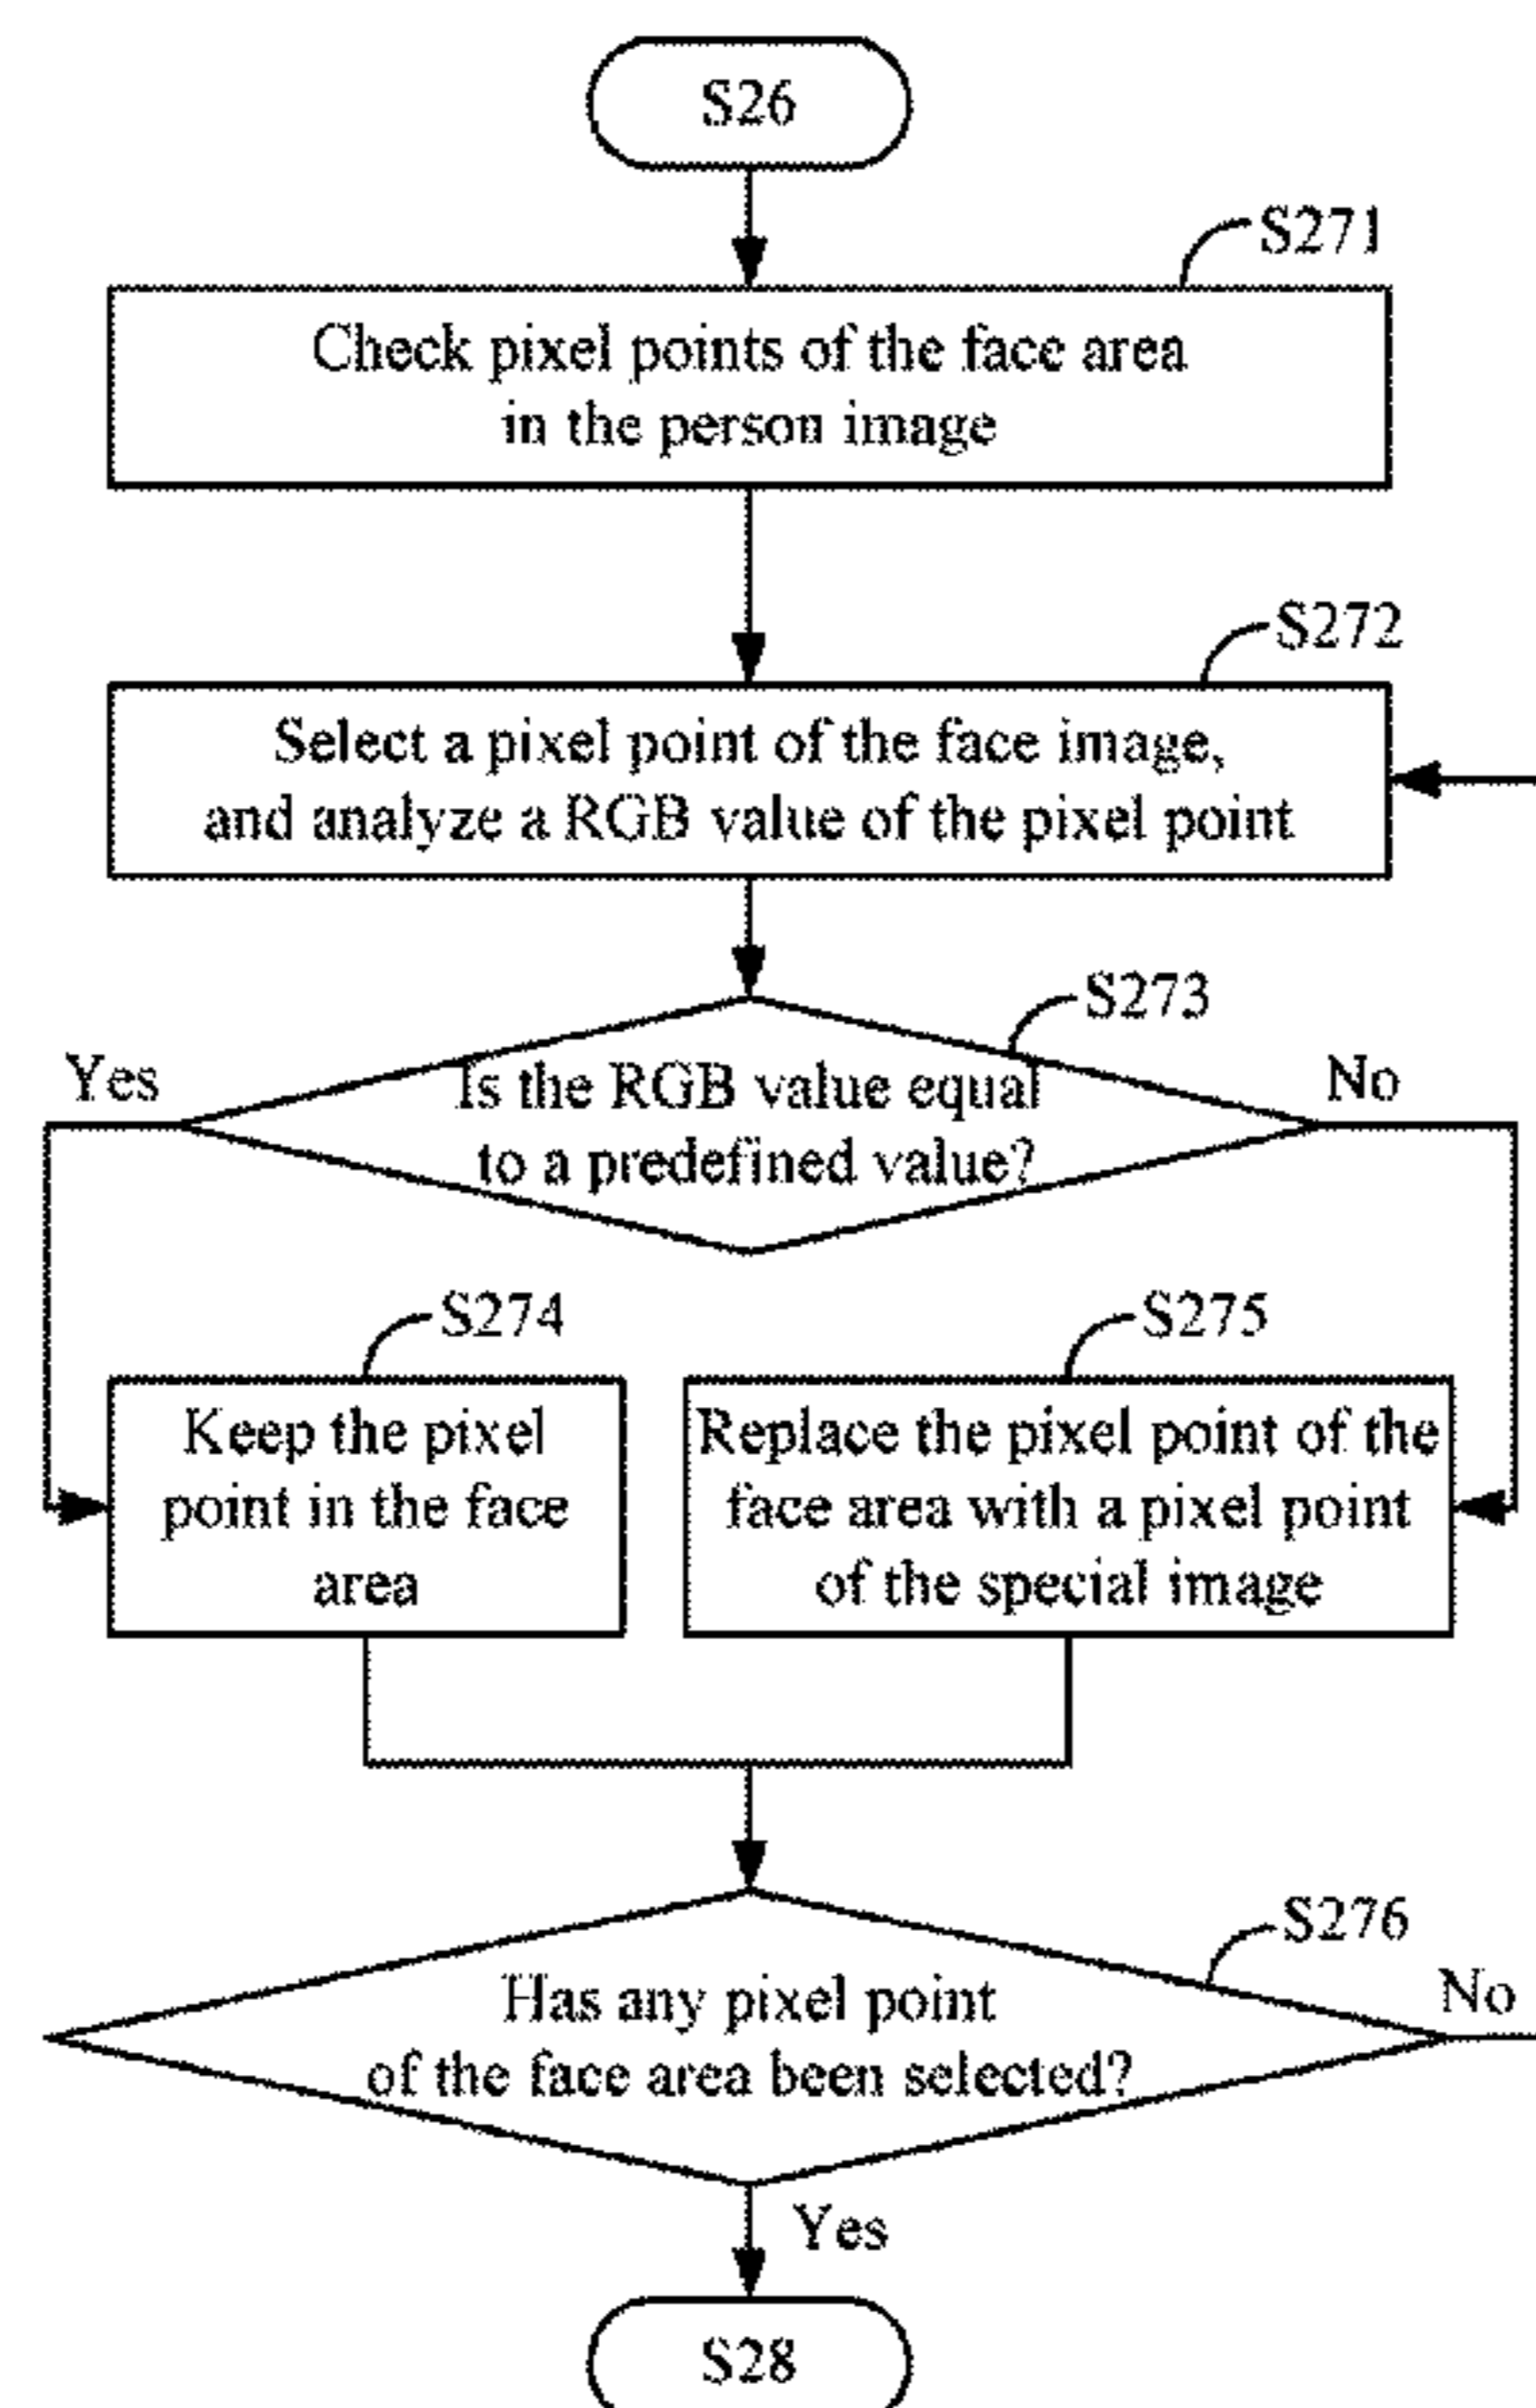 S26
S271
Check pixel points of the face area
in the person image
S272
Select a pixel point of the face image,
and analyze a RGB value of the pixel point
S273
Yes
No
Is the RGB value equal
to a predefined value?
S274
S275
Keep the pixel
point in the face
area
Replace the pixel point of the
face area with a pixel point
of the special image
S276
No
Has any pixel point
of the face area been selected?
Yes
S28